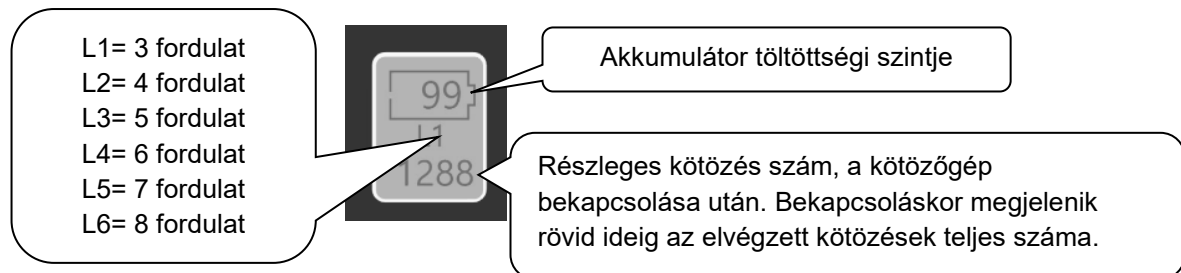 L1= 3 fordulat
L2= 4 fordulat
L3= 5 fordulat
L4= 6 fordulat
L5= 7 fordulat
L6= 8 fordulat
99
L1
1288
Akkumulátor töltöttségi szintje
Részleges kötözés szám, a kötözőgép
bekapcsolása után. Bekapcsoláskor megjelenik
rövid ideig az elvégzett kötözések teljes száma.